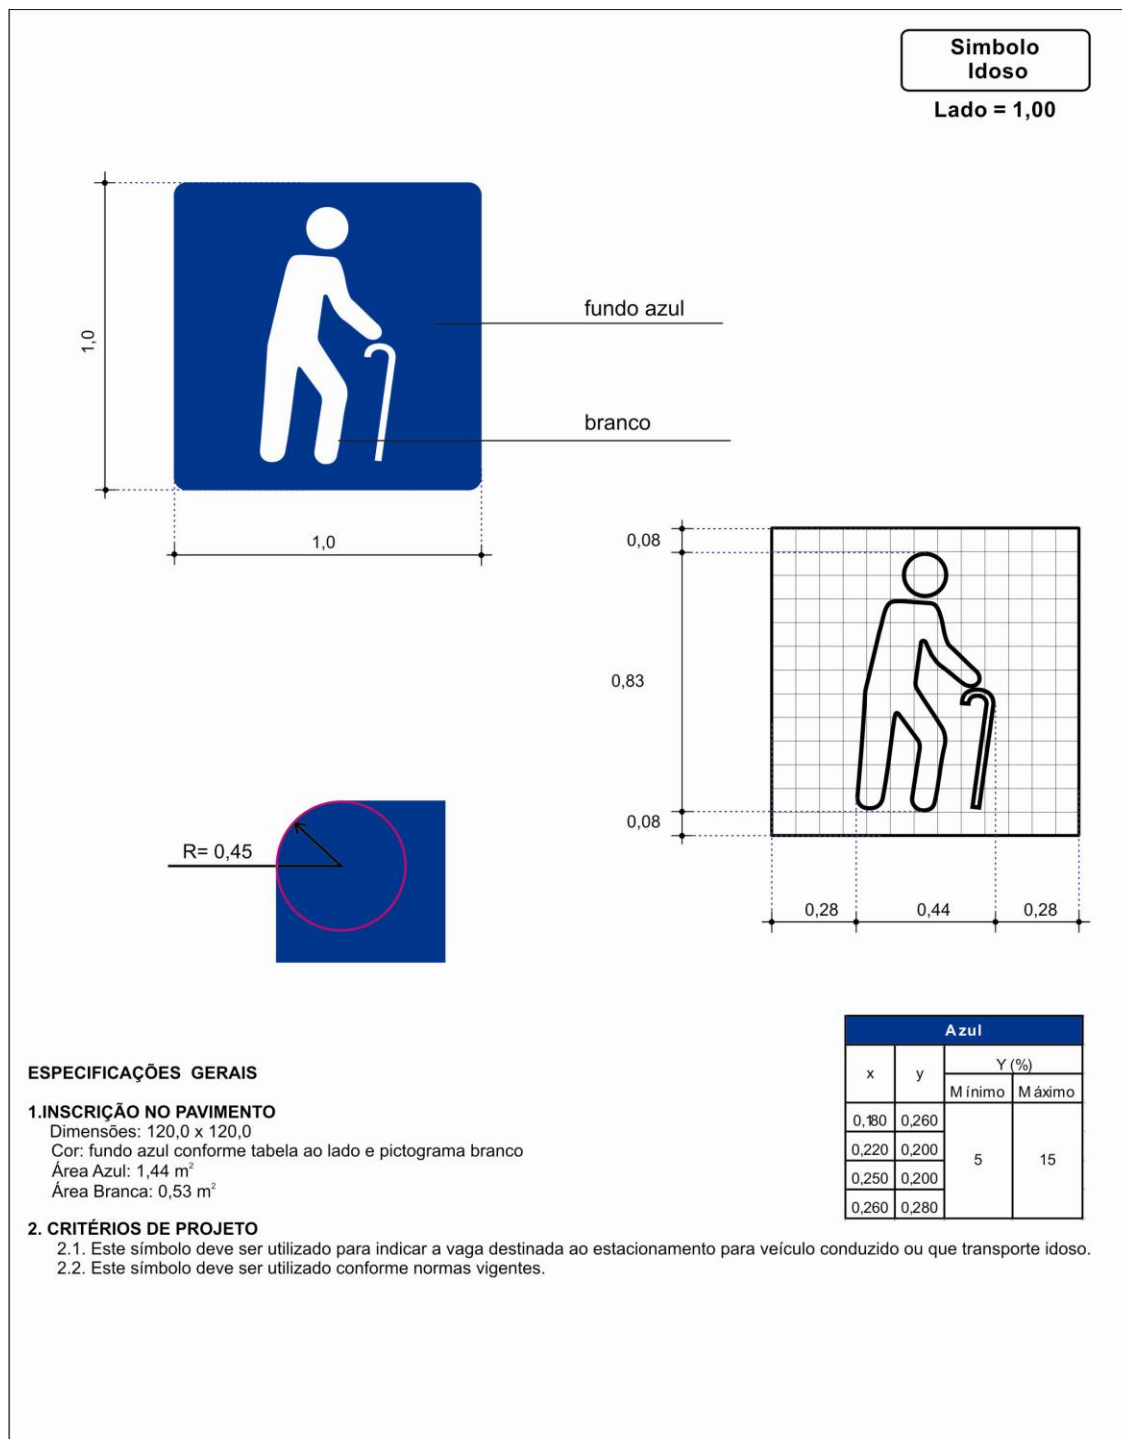 Simbolo
Idoso
Lado = 1,00
1,0
fundo azul
branco
1,0
0,08
0,83
0,08
0,28
0,44
0,28
R= 0,45
Azul
x
y
Y (%)
Mínimo
Máximo
0,180
0,260
0,220
0,200
0,250
0,200
0,260
0,280
5
15
ESPECIFICAÇÕES GERAIS
1.INSCRIÇÃO NO PAVIMENTO
Dimensões: 120,0 x 120,0
Cor: fundo azul conforme tabela ao lado e pictograma branco
Área Azul: 1,44 m²
Área Branca: 0,53 m²
2. CRITÉRIOS DE PROJETO
2.1. Este símbolo deve ser utilizado para indicar a vaga destinada ao estacionamento para veículo conduzido ou que transporte idoso.
2.2. Este símbolo deve ser utilizado conforme normas vigentes.